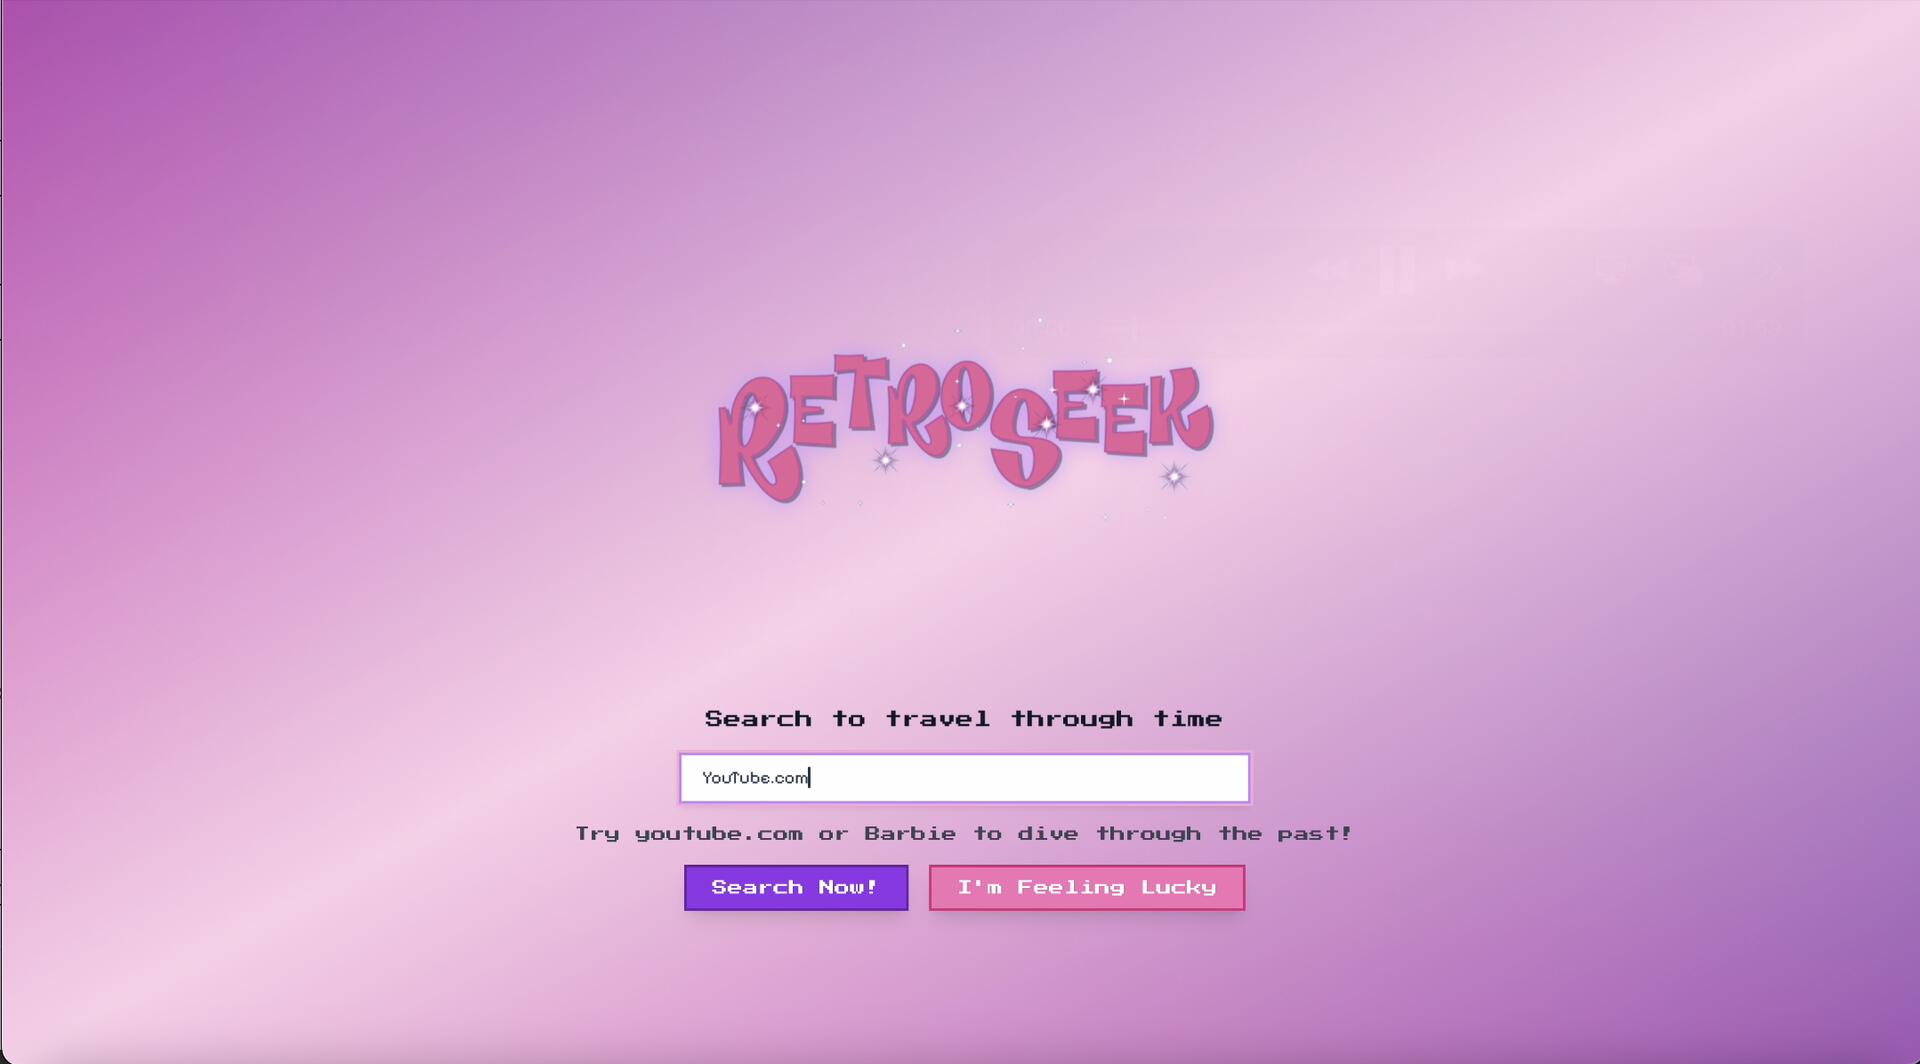 RETROSEEK
Search to travel through time
YouTube.com
Try youtube.com or Barbie to dive through the past!
Search Now! I'm Feeling Lucky